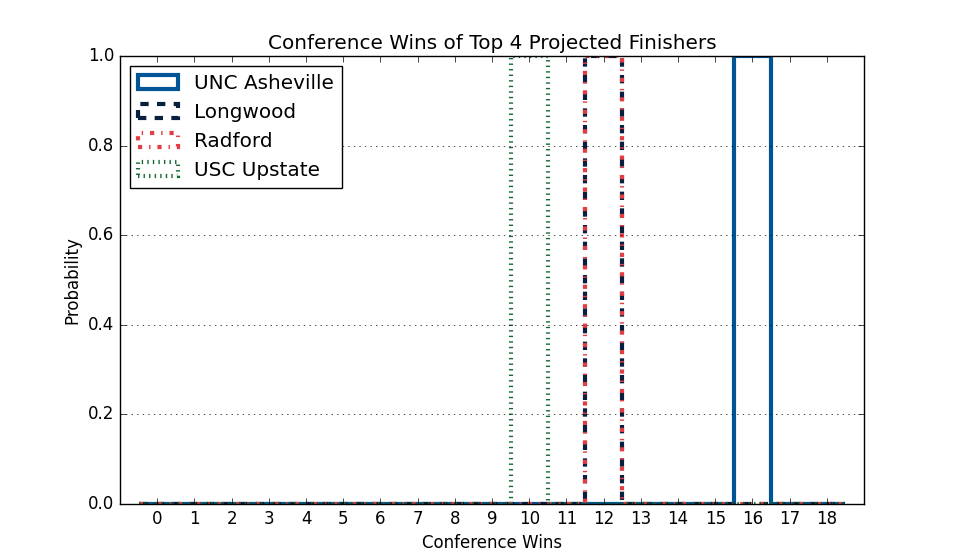 Conference Wins of Top 4 Projected Finishers
1.0
0.8
0.6
0.4
0.2
0.0
Probability
UNC Asheville
Longwood
Radford
USC Upstate
0 1 2 3 4 5 6 7 8 9 10 11 12 13 14 15 16 17 18
Conference Wins